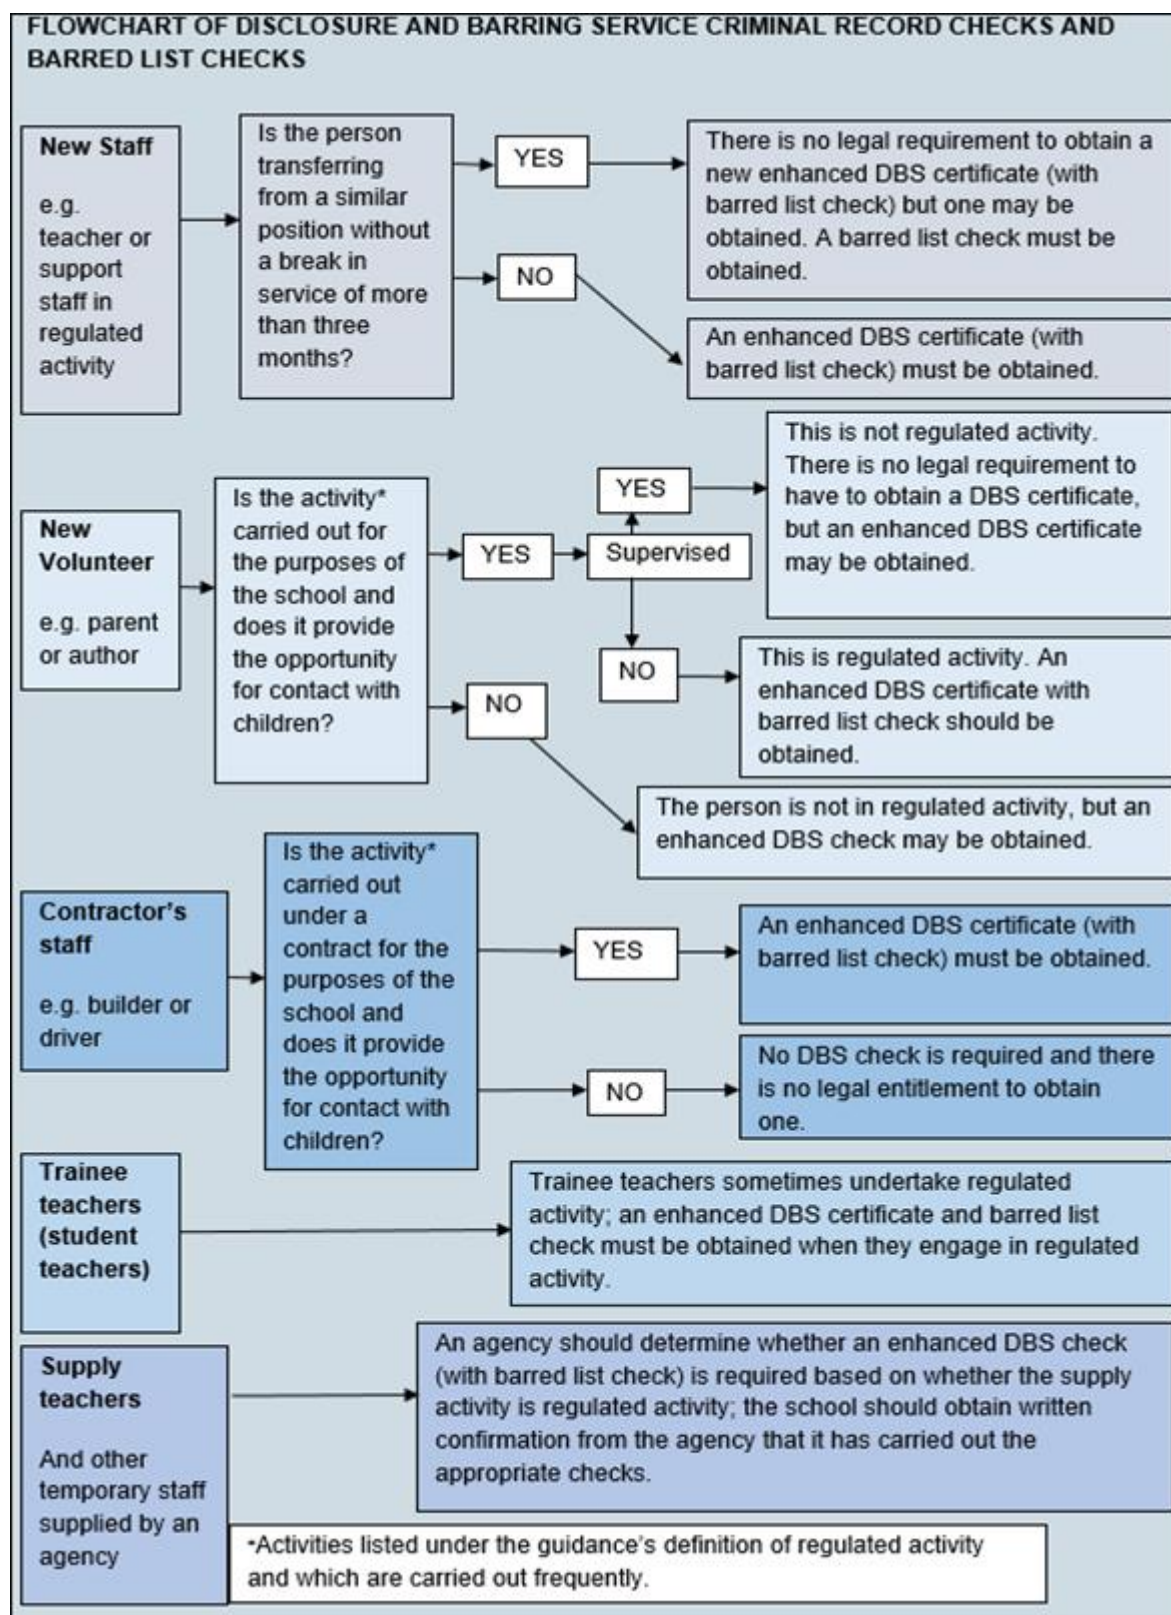 FLOWCHART OF DISCLOSURE AND BARRING SERVICE CRIMINAL RECORD CHECKS AND
BARRED LIST CHECKS
New Staff
e.g.
teacher or
support
staff in
regulated
activity
Is the person
transferring
from a similar
position without
a break in
service of more
than three
months?
YES
There is no legal requirement to obtain a
new enhanced DBS certificate (with
barred list check) but one may be
obtained. A barred list check must be
obtained.
NO
An enhanced DBS certificate (with
barred list check) must be obtained.
New
Volunteer
e.g. parent
or author
Is the activity*
carried out for
the purposes of
the school and
does it provide
the opportunity
for contact with
children?
YES
Supervised
YES
This is not regulated activity.
There is no legal requirement to
have to obtain a DBS certificate,
but an enhanced DBS certificate
may be obtained.
NO
This is regulated activity. An
enhanced DBS certificate with
barred list check should be
obtained.
NO
The person is not in regulated activity, but an
enhanced DBS check may be obtained.
Contractor's
staff
e.g. builder or
driver
Is the activity*
carried out
under a
contract for the
purposes of the
school and
does it provide
the opportunity
for contact with
children?
YES
An enhanced DBS certificate (with
barred list check) must be obtained.
NO
No DBS check is required and there
is no legal entitlement to obtain
one.
Trainee
teachers
(student
teachers)
Trainee teachers sometimes undertake regulated
activity; an enhanced DBS certificate and barred list
check must be obtained when they engage in regulated
activity.
Supply
teachers
And other
temporary staff
supplied by an
agency
An agency should determine whether an enhanced DBS check
(with barred list check) is required based on whether the supply
activity is regulated activity; the school should obtain written
confirmation from the agency that it has carried out the
appropriate checks.
*Activities listed under the guidance's definition of regulated activity
and which are carried out frequently.